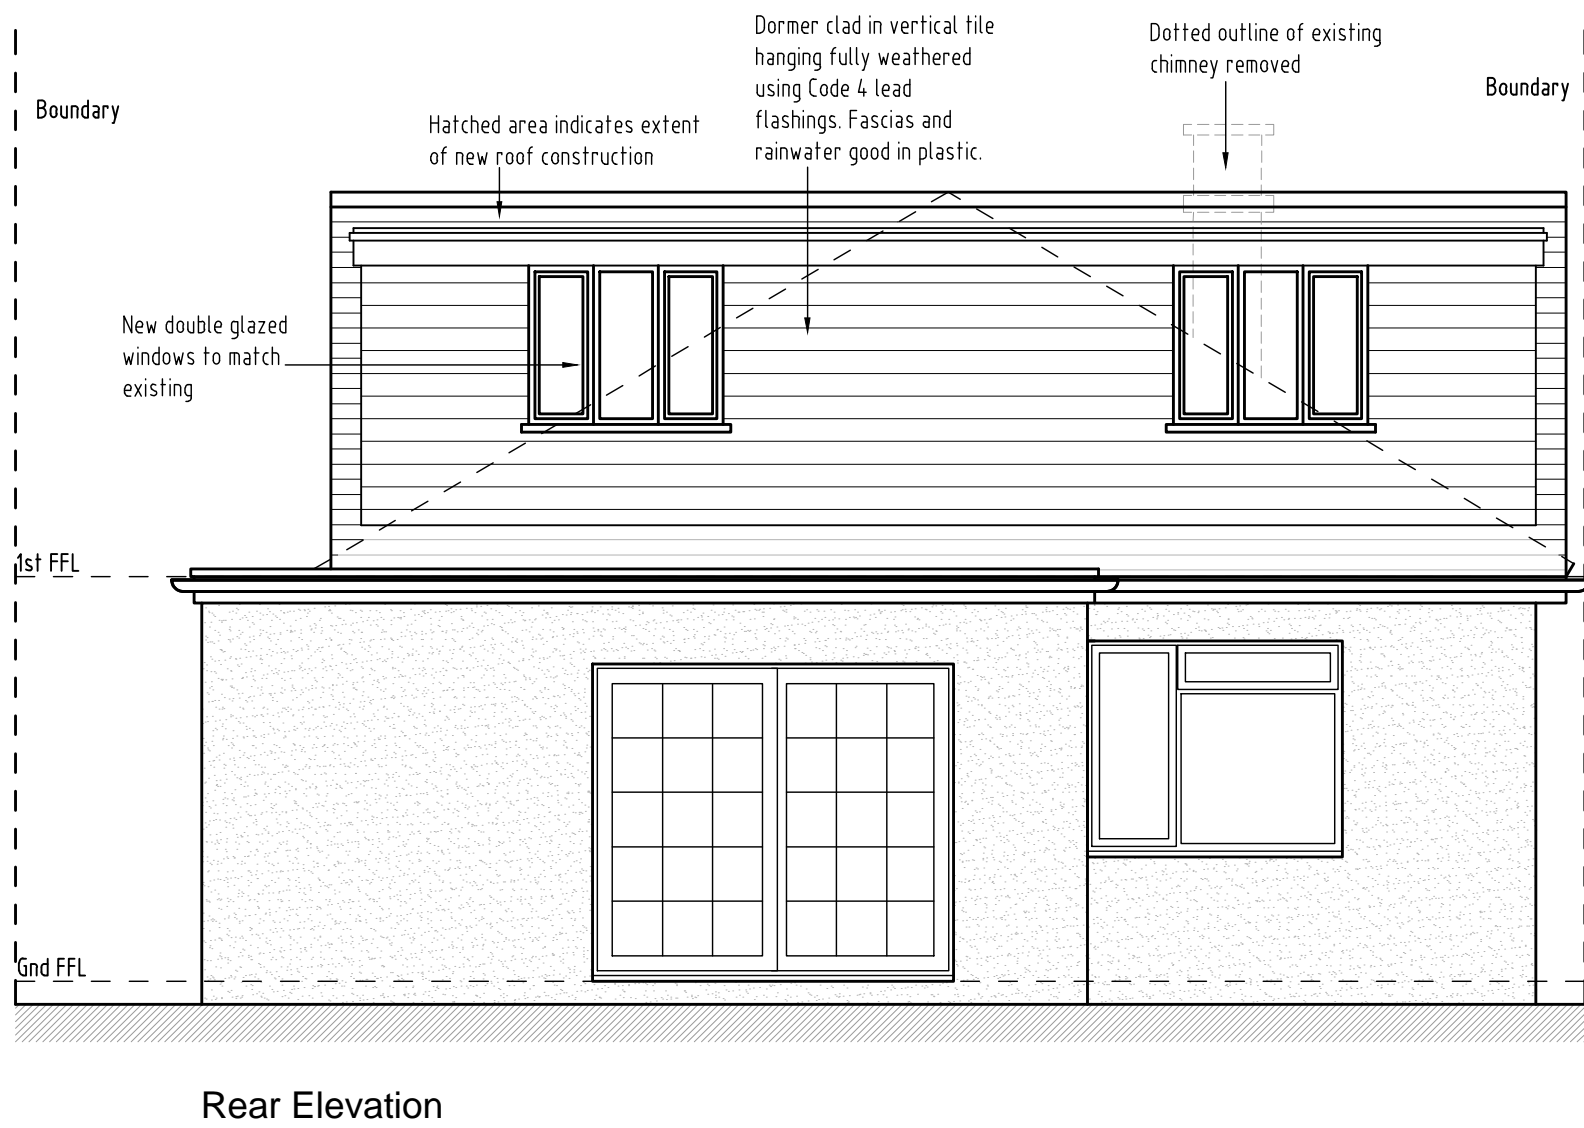 Dormer clad in vertical tile
hanging fully weathered
using Code 4 lead
flashings. Fascias and
rainwater good in plastic.
Dotted outline of existing
chimney removed
Boundary
Boundary
Hatched area indicates extent
of new roof construction
New double glazed
windows to match
existing
1st FFL
Gnd FFL
Rear Elevation